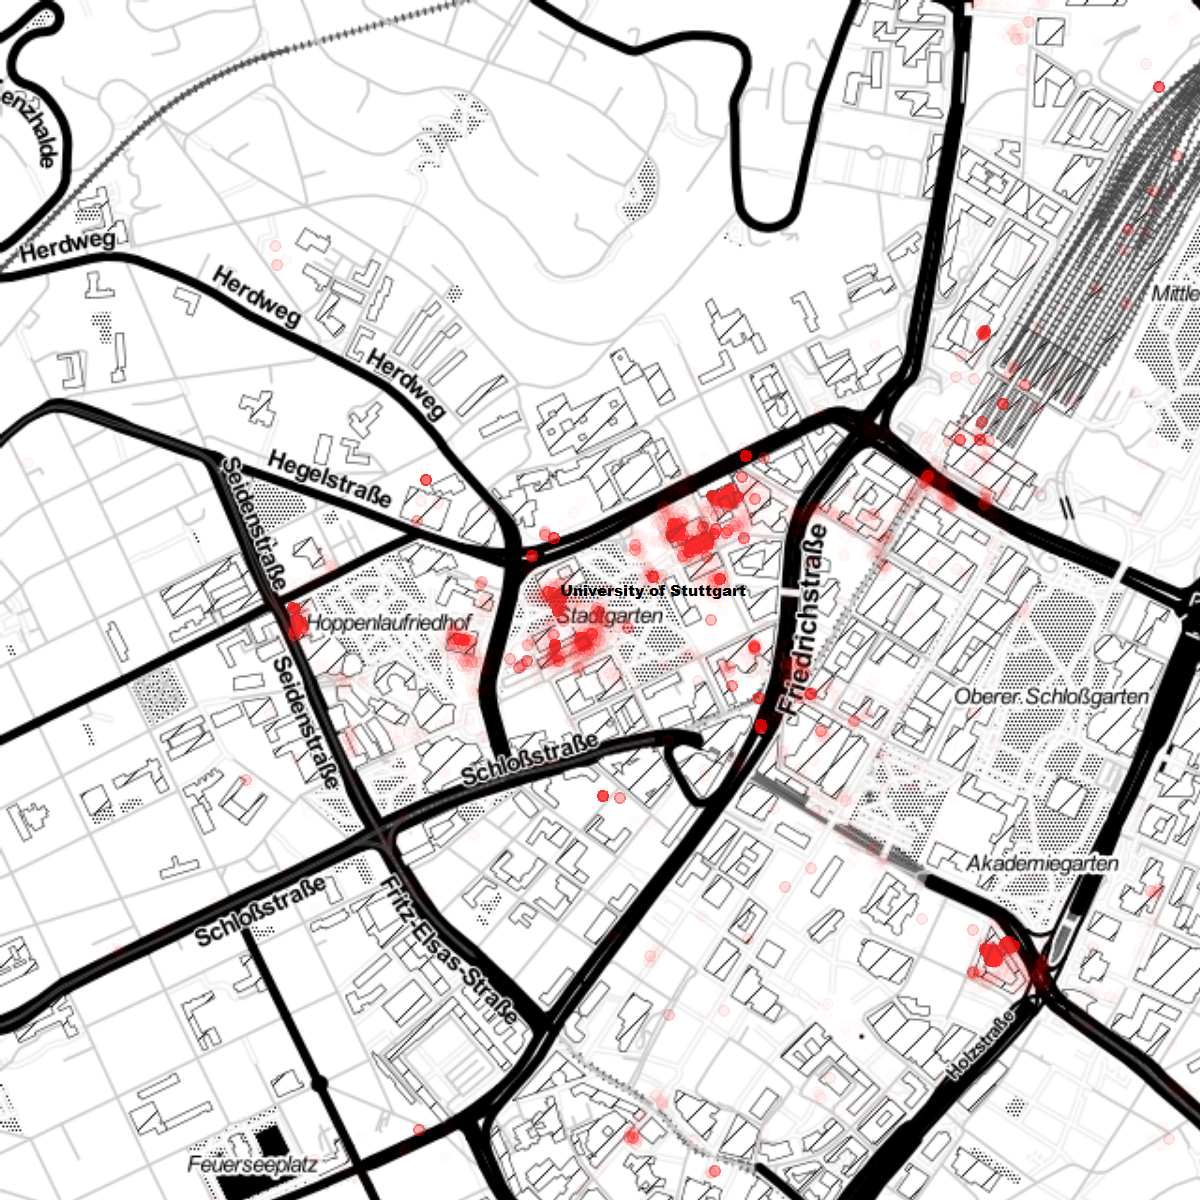 Lenzhalde
Herdweg
Herdweg
Mittle
Herdweg
Hegelstraße
Seidenstraße
University of Stuttgart
Stadtgarten
Hoppenlaufriedhof
Friedrichstraße
Seidenstraße
Oberer Schloßgarten
Schloßstraße
Akademiegarten
Schloßstraße
Fritz-Elsas-Straße
Holzstraße
Feuerseeplatz